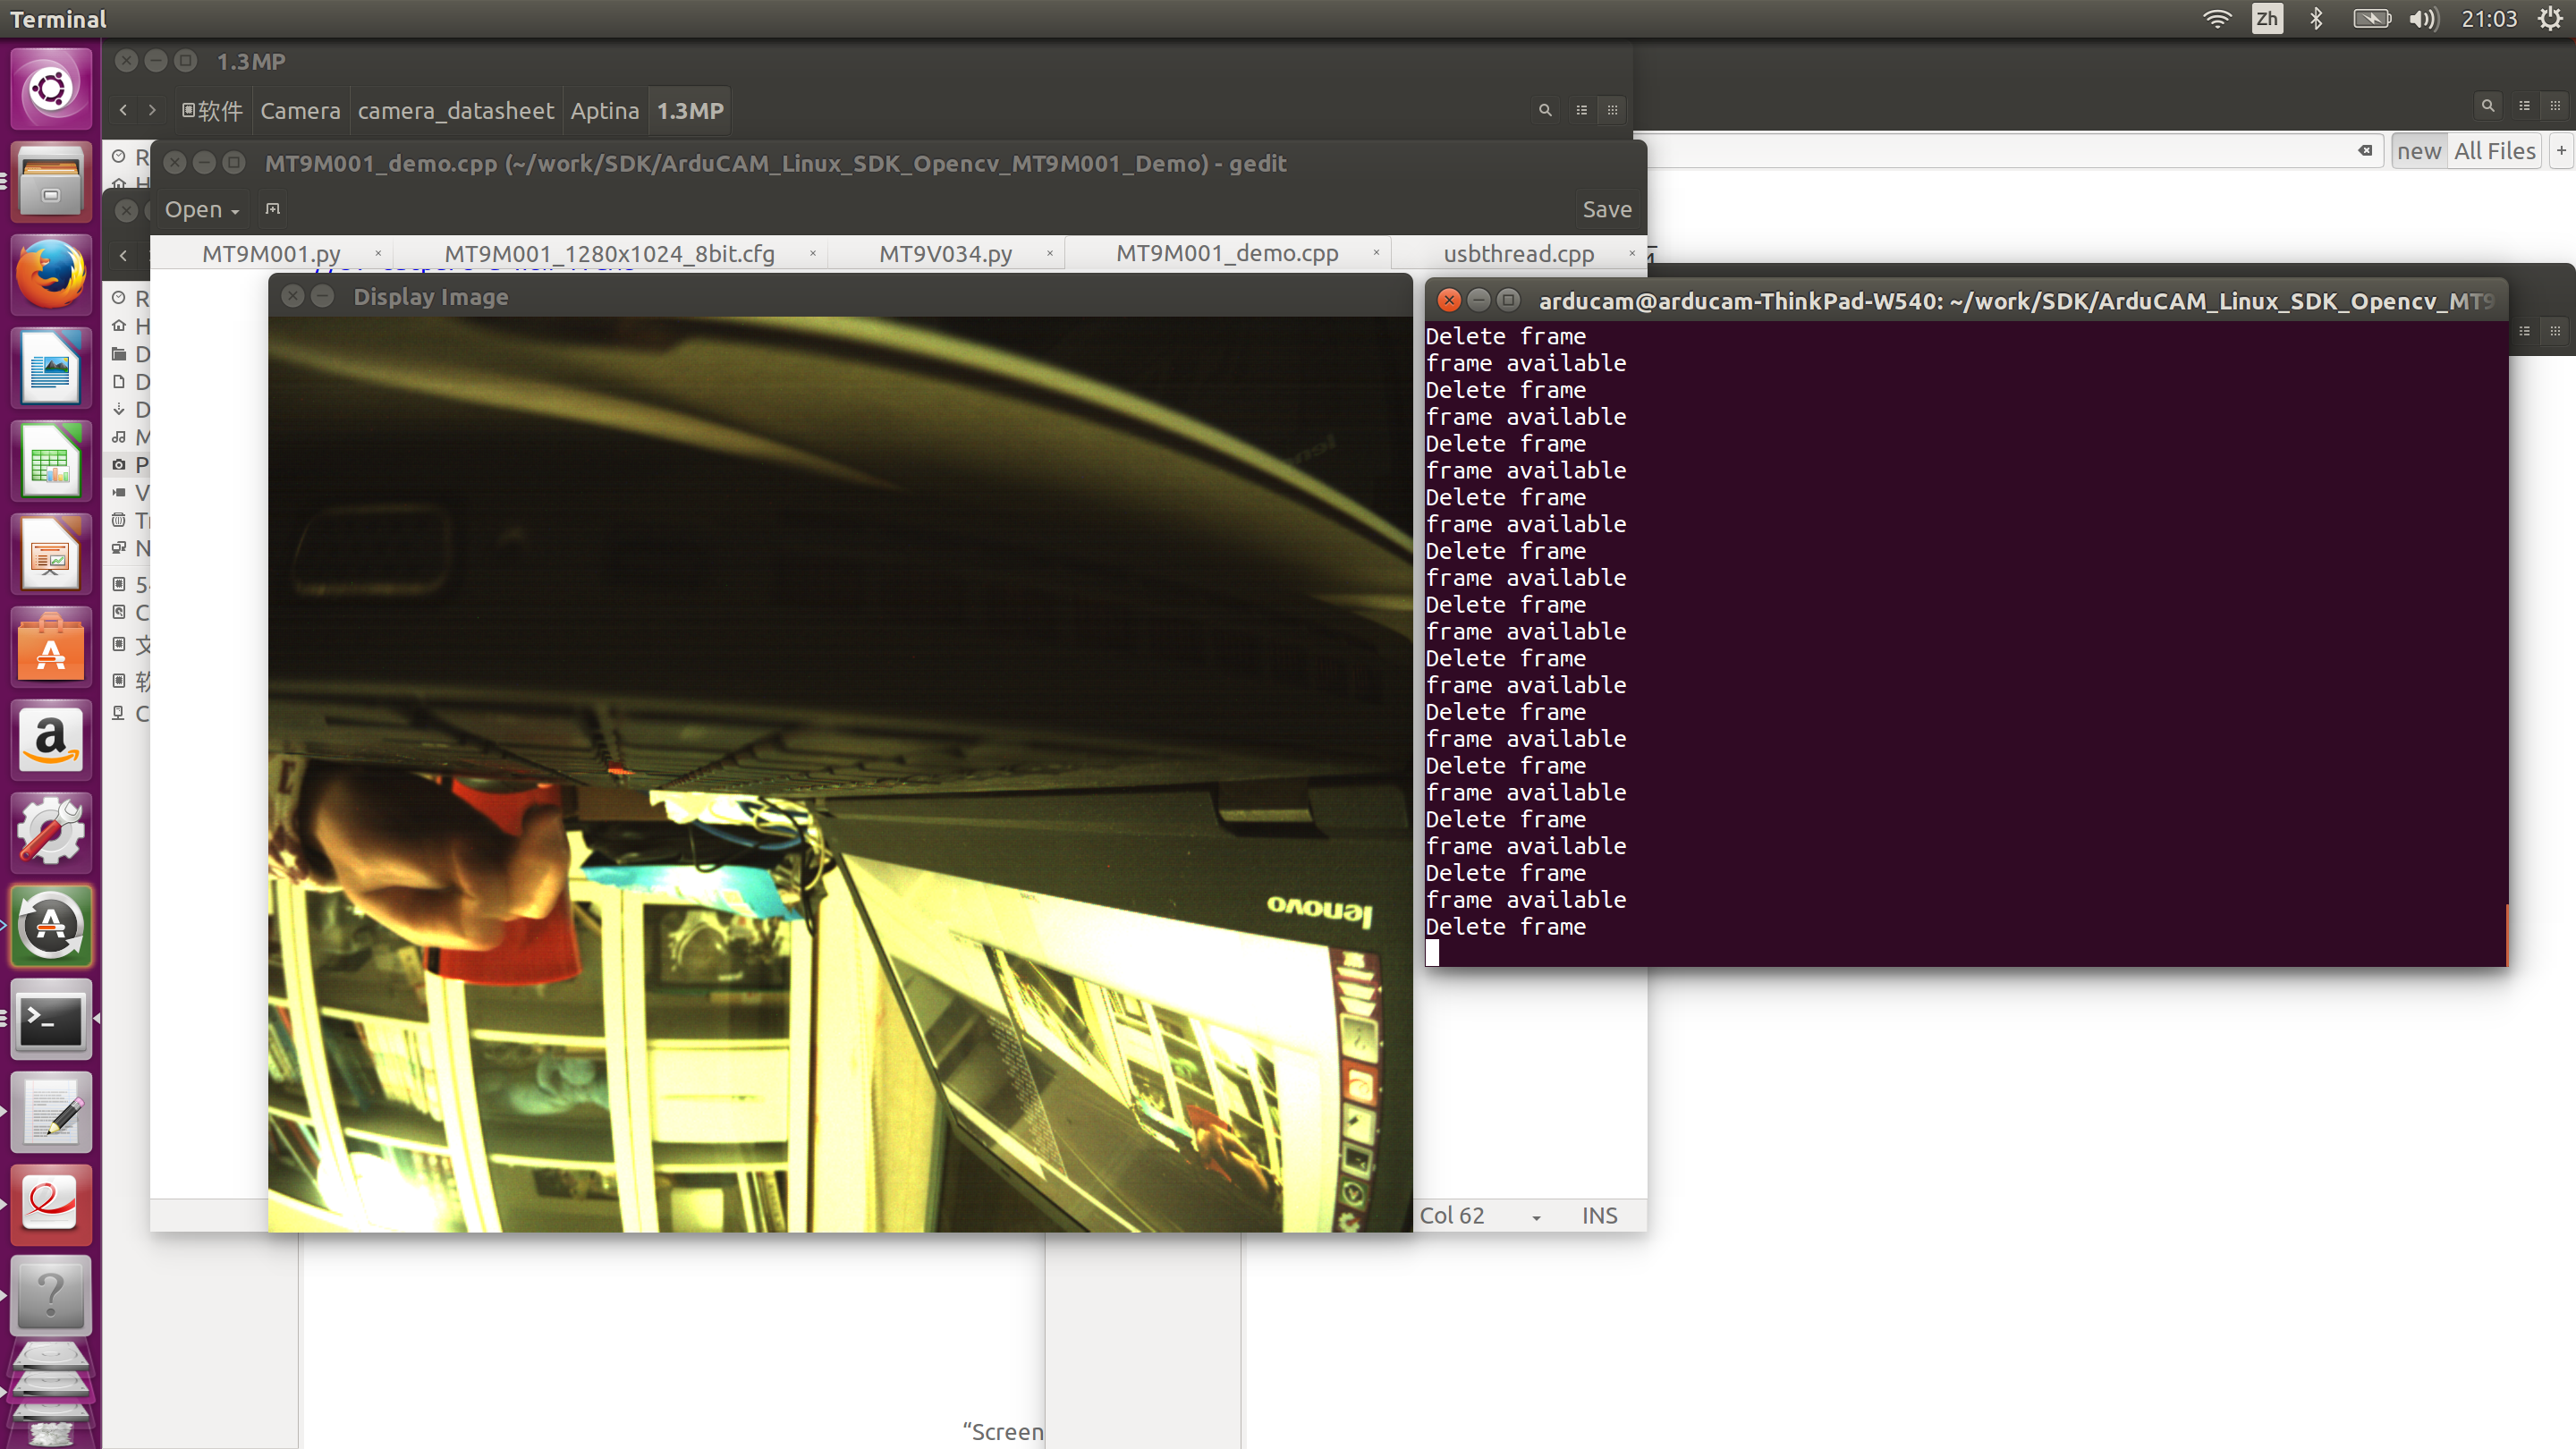 Terminal
Zh
21:03
1.3MP
软件 Camera camera_datasheet Aptina 1.3MP
new All Files
MT9M001_demo.cpp (~/work/SDK/ArduCAM_Linux_SDK_Opencv_MT9M001_Demo) - gedit
Open
Save
MT9M001.py
MT9M001_1280x1024_8bit.cfg
MT9V034.py
MT9M001_demo.cpp
usbthread.cpp
Display Image
lenovo
arducam@arducam-ThinkPad-W540: ~/work/SDK/ArduCAM_Linux_SDK_Opencv_MT9
Delete frame
frame available
Delete frame
frame available
Delete frame
frame available
Delete frame
frame available
Delete frame
frame available
Delete frame
frame available
Delete frame
frame available
Delete frame
frame available
Delete frame
frame available
Delete frame
frame available
Delete frame
frame available
Delete frame
R
H
R
H
D
D
D
M
P
V
Tr
N
5
C
文
软
C
Col 62
INS
“Screen